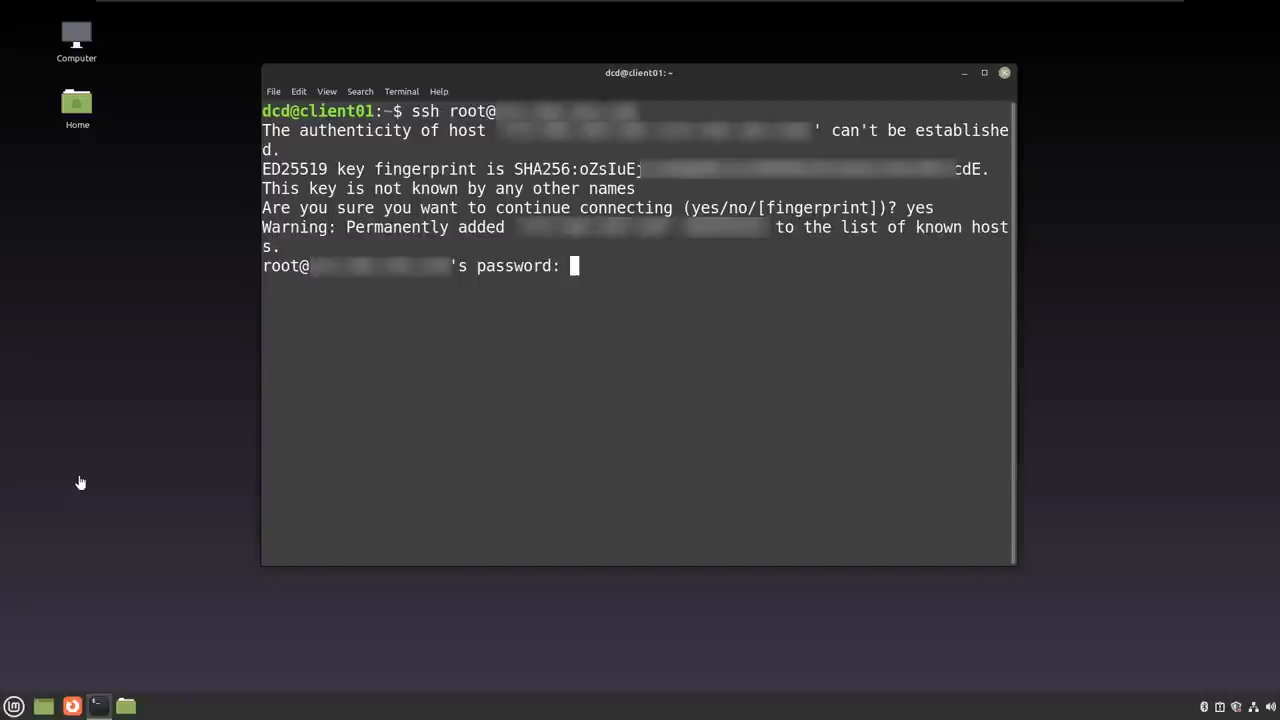 Computer
Home
dcd@client01: ~
File Edit View Search Terminal Help
dcd@client01:~$ ssh root@
The authenticity of host ' can't be establishe
d.
ED25519 key fingerprint is SHA256:oZsIuEj cdE.
This key is not known by any other names
Are you sure you want to continue connecting (yes/no/[fingerprint])? yes
Warning: Permanently added to the list of known host
s.
root@ 's password: